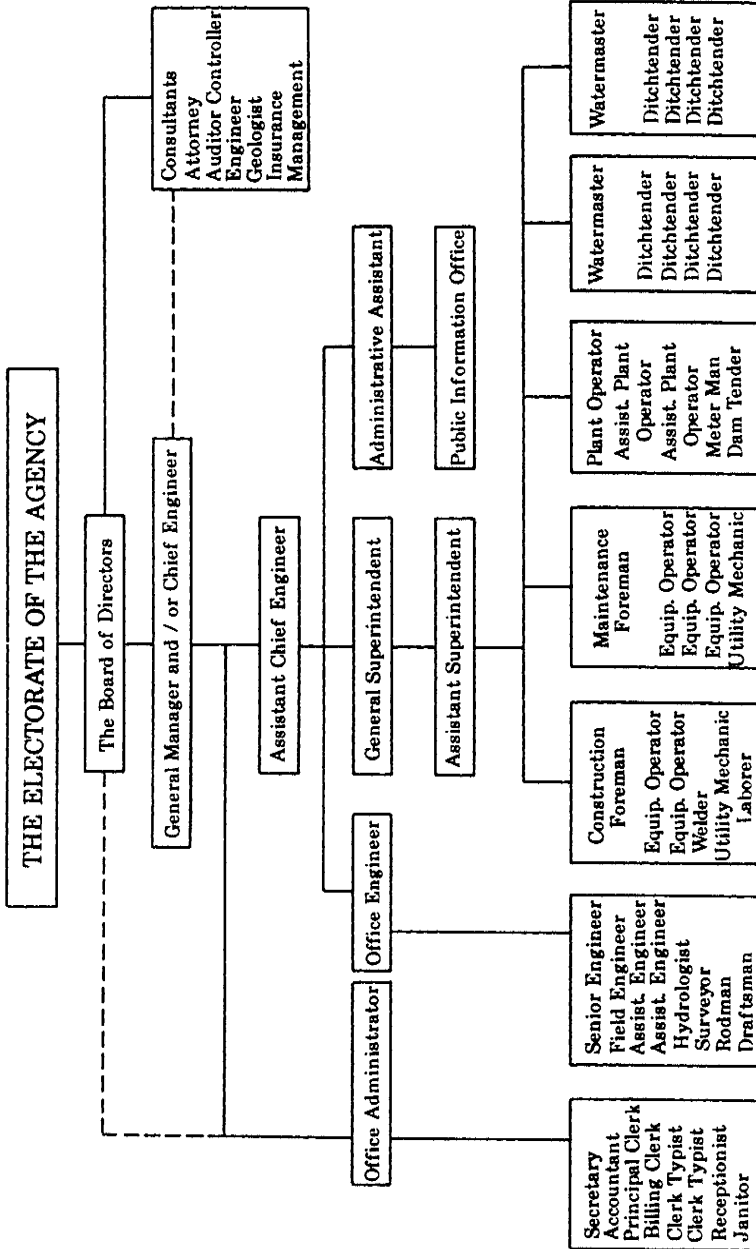 THE ELECTORATE OF THE AGENCY
The Board of Directors
General Manager and / or Chief Engineer
Consultants
Attorney
Auditor Controller
Engineer
Geologist
Insurance
Management
Assistant Chief Engineer
Office Administrator
Office Engineer
General Superintendent
Administrative Assistant
Assistant Superintendent
Public Information Office
Secretary
Accountant
Principal Clerk
Billing Clerk
Clerk Typist
Clerk Typist
Receptionist
Janitor
Senior Engineer
Field Engineer
Assist. Engineer
Assist. Engineer
Hydrologist
Surveyor
Rodman
Draftsman
Construction
Foreman
Equip. Operator
Equip. Operator
Welder
Utility Mechanic
Laborer
Maintenance
Foreman
Equip. Operator
Equip. Operator
Equip. Operator
Utility Mechanic
Plant Operator
Assist. Plant
Operator
Assist. Plant
Operator
Meter Man
Dam Tender
Watermaster
Ditchtender
Ditchtender
Ditchtender
Ditchtender
Watermaster
Ditchtender
Ditchtender
Ditchtender
Ditchtender